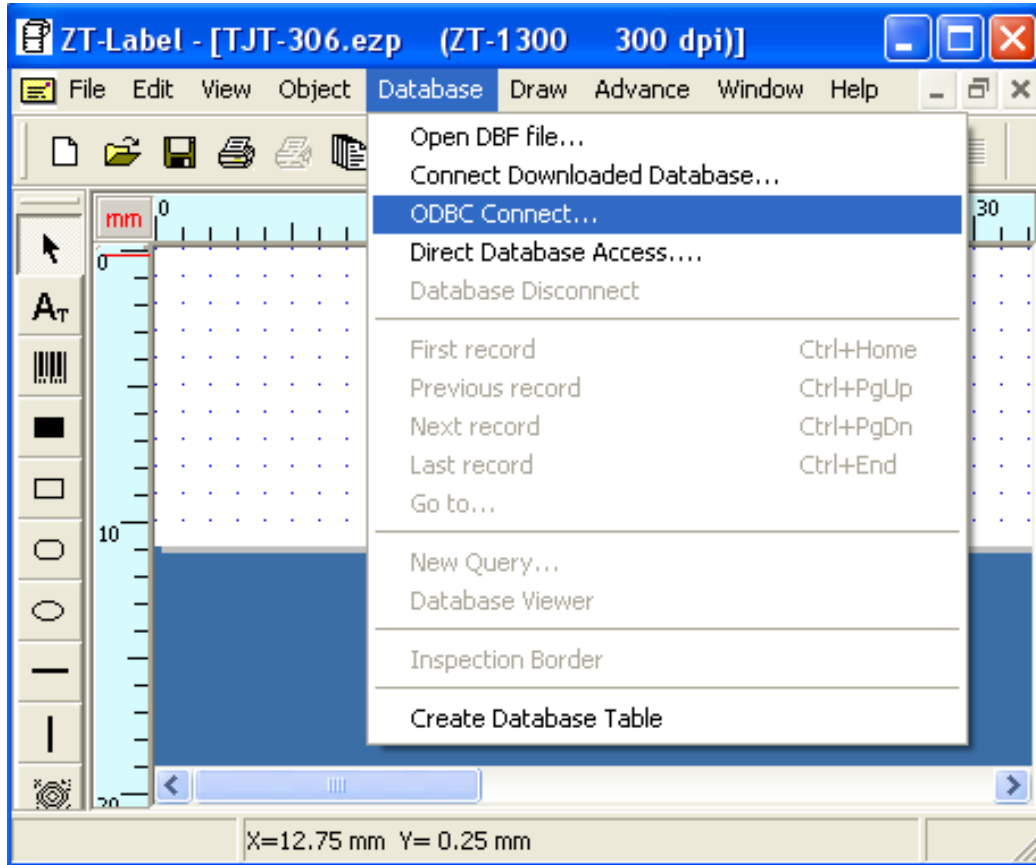 ZT-Label - [TJT-306.ezp (ZT-1300 300 dpi)]
File Edit View Object Database Draw Advance Window Help
Open DBF file...
Connect Downloaded Database...
ODBC Connect...
Direct Database Access....
Database Disconnect
First record Ctrl+Home
Previous record Ctrl+PgUp
Next record Ctrl+PgDn
Last record Ctrl+End
Go to...
New Query...
Database Viewer
Inspection Border
Create Database Table
mm 0 30
0
AT
10
20
X=12.75 mm Y= 0.25 mm